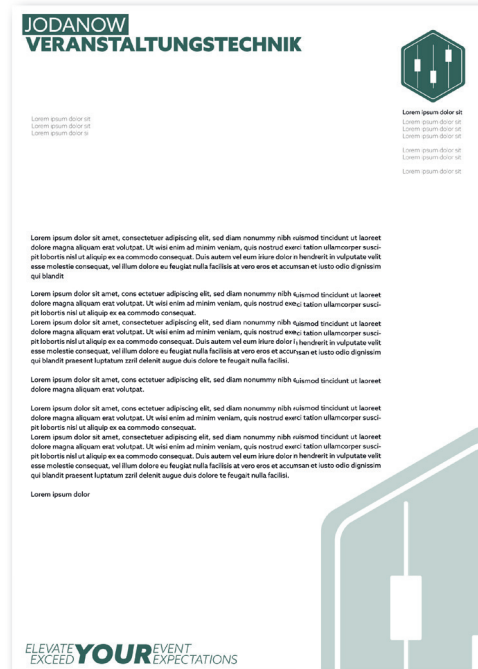 JODANOW
VERANSTALTUNGSTECHNIK
Lorem ipsum dolor sit
Lorem ipsum dolor sit
Lorem ipsum dolor sit
Lorem ipsum dolor si
Lorem ipsum dolor sit
Lorem ipsum dolor sit
Lorem ipsum dolor sit
Lorem ipsum dolor sit
Lorem ipsum dolor sit
Lorem ipsum dolor sit
Lorem ipsum dolor sit amet, consectetuer adipiscing elit, sed diam nonummy nibh euismod tincidunt ut laoreet
dolore magna aliquam erat volutpat. Ut wisi enim ad minim veniam, quis nostrud exerci tation ullamcorper susci-
pit lobortis nisl ut aliquip ex ea commodo consequat. Duis autem vel eum iriure dolor n hendrerit in vulputate velit
esse molestie consequat, vel illum dolore eu feugiat nulla facilisis at vero eros et accumsan et iusto odio dignissim
qui blandit
Lorem ipsum dolor sit amet, cons ectetuer adipiscing elit, sed diam nonummy nibh euismod tincidunt ut laoreet
dolore magna aliquam erat volutpat. Ut wisi enim ad minim veniam, quis nostrud exerci tation ullamcorper susci-
pit lobortis nisl ut aliquip ex ea commodo consequat.
Lorem ipsum dolor sit amet, consectetuer adipiscing elit, sed diam nonummy nibh euismod tincidunt ut laoreet
dolore magna aliquam erat volutpat. Ut wisi enim ad minim veniam, quis nostrud exerci tation ullamcorper susci-
pit lobortis nisl ut aliquip ex ea commodo consequat. Duis autem vel eum iriure dolor i hendrerit in vulputate velit
esse molestie consequat, vel illum dolore eu feugiat nulla facilisis at vero eros et accumsan et iusto odio dignissim
qui blandit praesent luptatum zzril delenit augue duis dolore te feugait nulla facilisi.
Lorem ipsum dolor sit amet, cons ectetuer adipiscing elit, sed diam nonummy nibh euismod tincidunt ut laoreet
dolore magna aliquam erat volutpat.
Lorem ipsum dolor sit amet, cons ectetuer adipiscing elit, sed diam nonummy nibh euismod tincidunt ut laoreet
dolore magna aliquam erat volutpat. Ut wisi enim ad minim veniam, quis nostrud exerci tation ullamcorper susci-
pit lobortis nisl ut aliquip ex ea commodo consequat.
Lorem ipsum dolor sit amet, consectetuer adipiscing elit, sed diam nonummy nibh euismod tincidunt ut laoreet
dolore magna aliquam erat volutpat. Ut wisi enim ad minim veniam, quis nostrud exerci tation ullamcorper susci-
pit lobortis nisl ut aliquip ex ea commodo consequat. Duis autem vel eum iriure dolor n hendrerit in vulputate velit
esse molestie consequat, vel illum dolore eu feugiat nulla facilisis at vero eros et accumsan et iusto odio dignissim
qui blandit praesent luptatum zzril delenit augue duis dolore te feugait nulla facilisi.
Lorem ipsum dolor
ELEVATE YOUR EVENT
EXCEED EXPECTATIONS